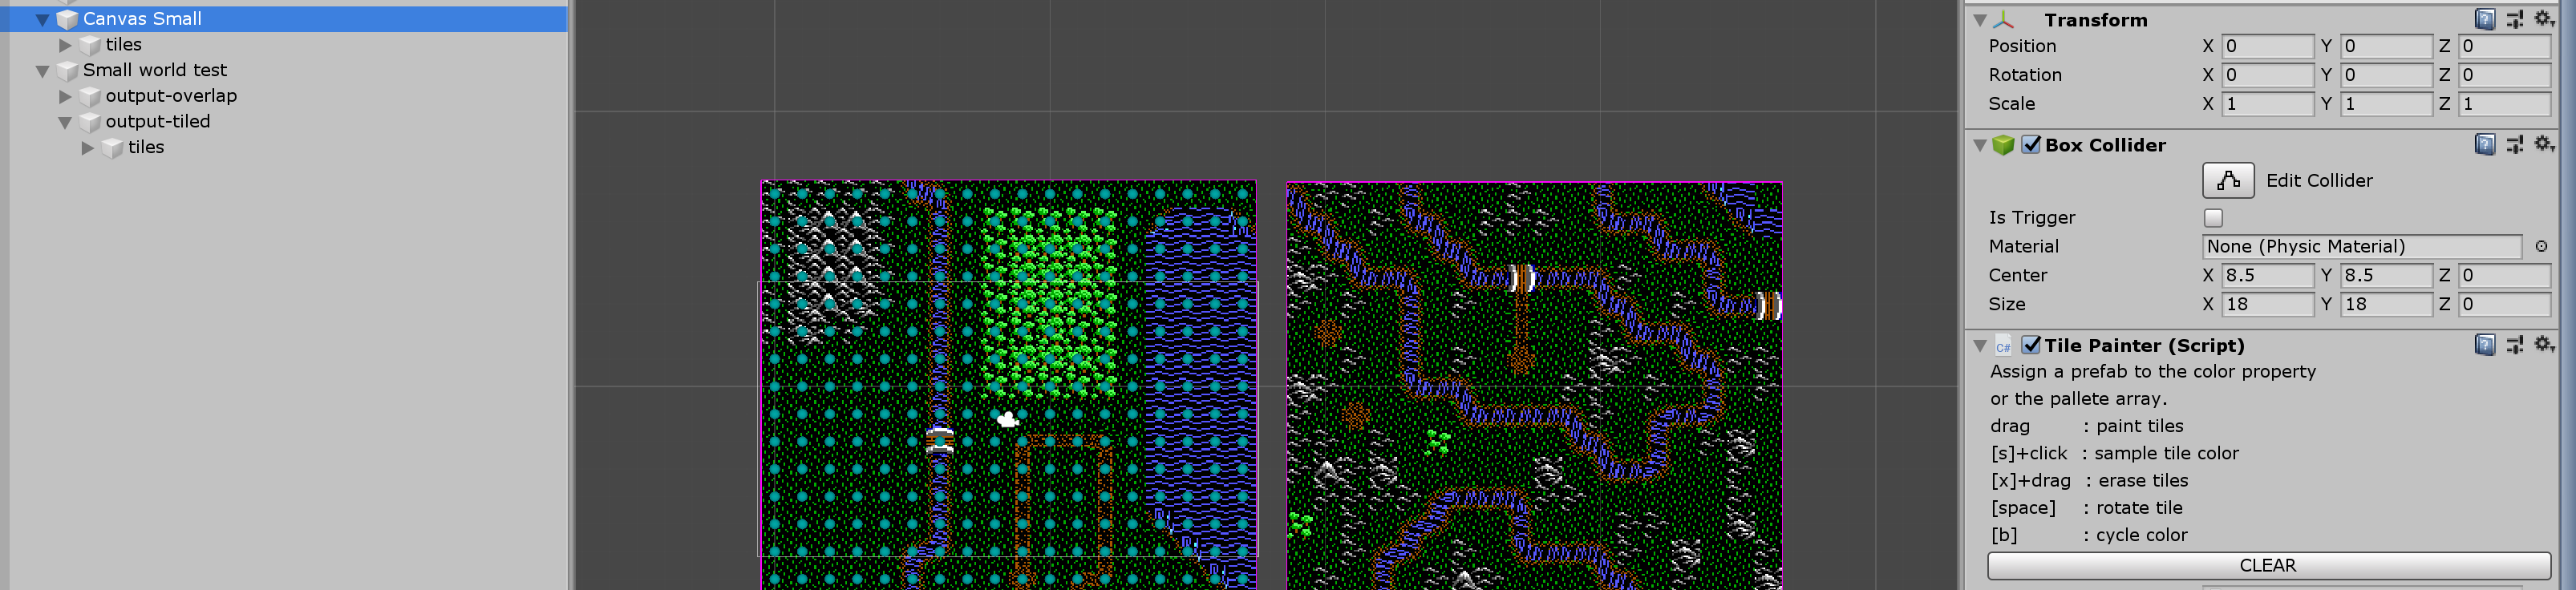 Canvas Small
tiles
Small world test
output-overlap
output-tiled
tiles
Transform
Position X 0 Y 0 Z 0
Rotation X 0 Y 0 Z 0
Scale X 1 Y 1 Z 1
Box Collider
Edit Collider
Is Trigger
Material None (Physic Material)
Center X 8.5 Y 8.5 Z 0
Size X 18 Y 18 Z 0
C# Tile Painter (Script)
Assign a prefab to the color property
or the pallete array.
drag : paint tiles
[s]+click : sample tile color
[x]+drag : erase tiles
[space] : rotate tile
[b] : cycle color
CLEAR